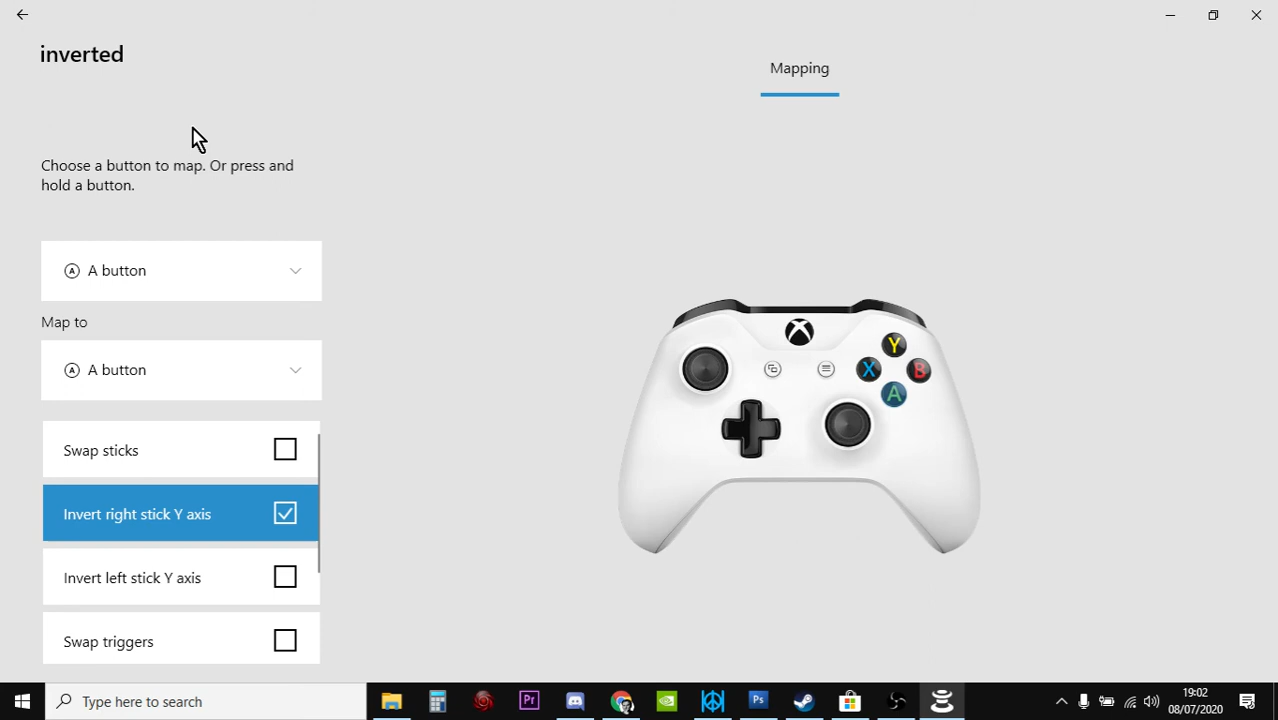 inverted
Mapping
Choose a button to map. Or press and
hold a button.
A A button
Map to
A A button
Swap sticks
Invert right stick Y axis
Invert left stick Y axis
Swap triggers
Y
X
B
A
Type here to search
Pr
Ps
19:02
08/07/2020